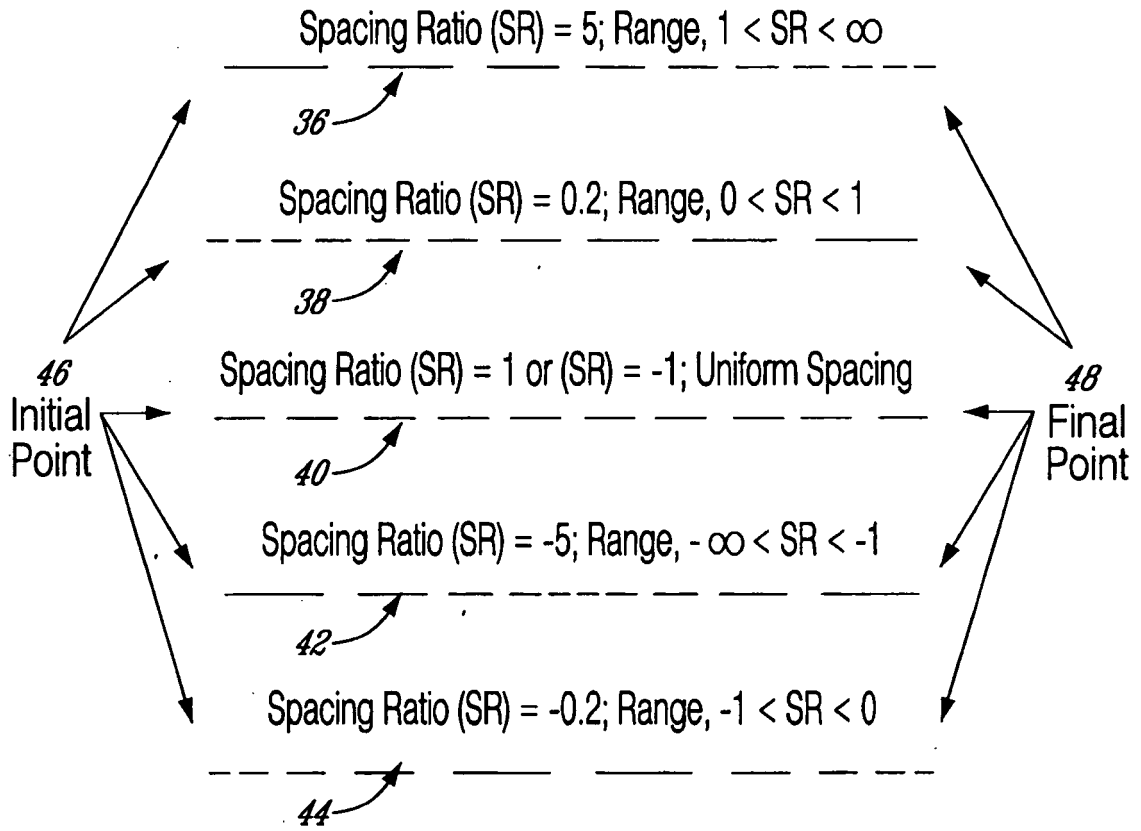 Spacing Ratio (SR) = 5; Range, 1 < SR < ∞
36
Spacing Ratio (SR) = 0.2; Range, 0 < SR < 1
38
46
Initial
Point
Spacing Ratio (SR) = 1 or (SR) = -1; Uniform Spacing
48
Final
Point
40
Spacing Ratio (SR) = -5; Range, - ∞ < SR < -1
42
Spacing Ratio (SR) = -0.2; Range, -1 < SR < 0
44